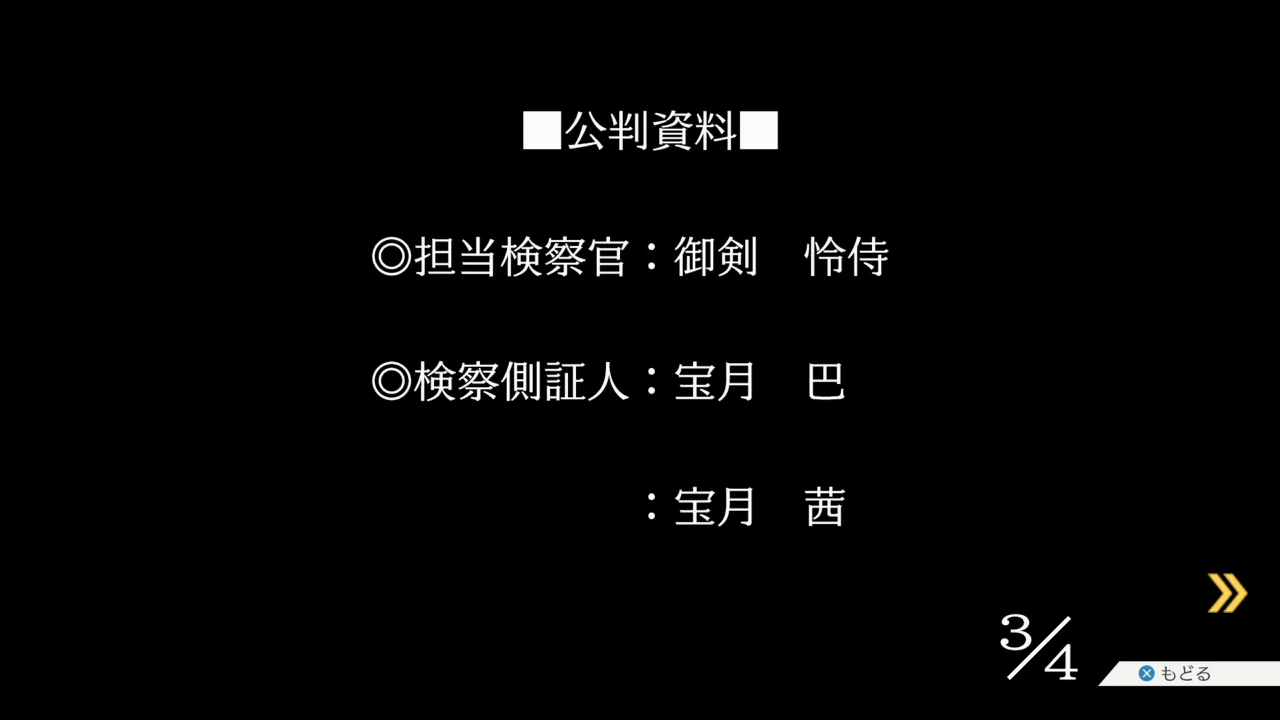 ■公判資料■
◎担当検察官：御剣　怜侍
◎検察側証人：宝月　巴
：宝月　茜
3/4
もどる